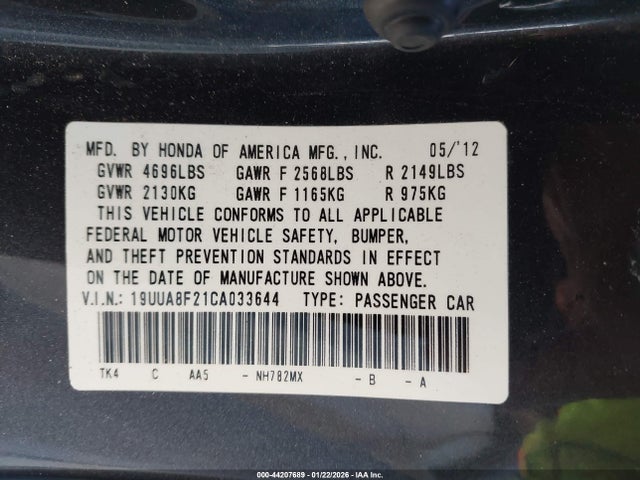 MFD. BY HONDA OF AMERICA MFG., INC. 05/'12
GVWR 4696LBS GAWR F 2568LBS R 2149LBS
GVWR 2130KG GAWR F 1165KG R 975KG
THIS VEHICLE CONFORMS TO ALL APPLICABLE
FEDERAL MOTOR VEHICLE SAFETY, BUMPER,
AND THEFT PREVENTION STANDARDS IN EFFECT
ON THE DATE OF MANUFACTURE SHOWN ABOVE.
V.I.N.: 19UUA8F21CA033644 TYPE: PASSENGER CAR
TK4 C AA5 - NH782MX - B - A
000-44207689 | 01/22/2026 | IAA Inc.